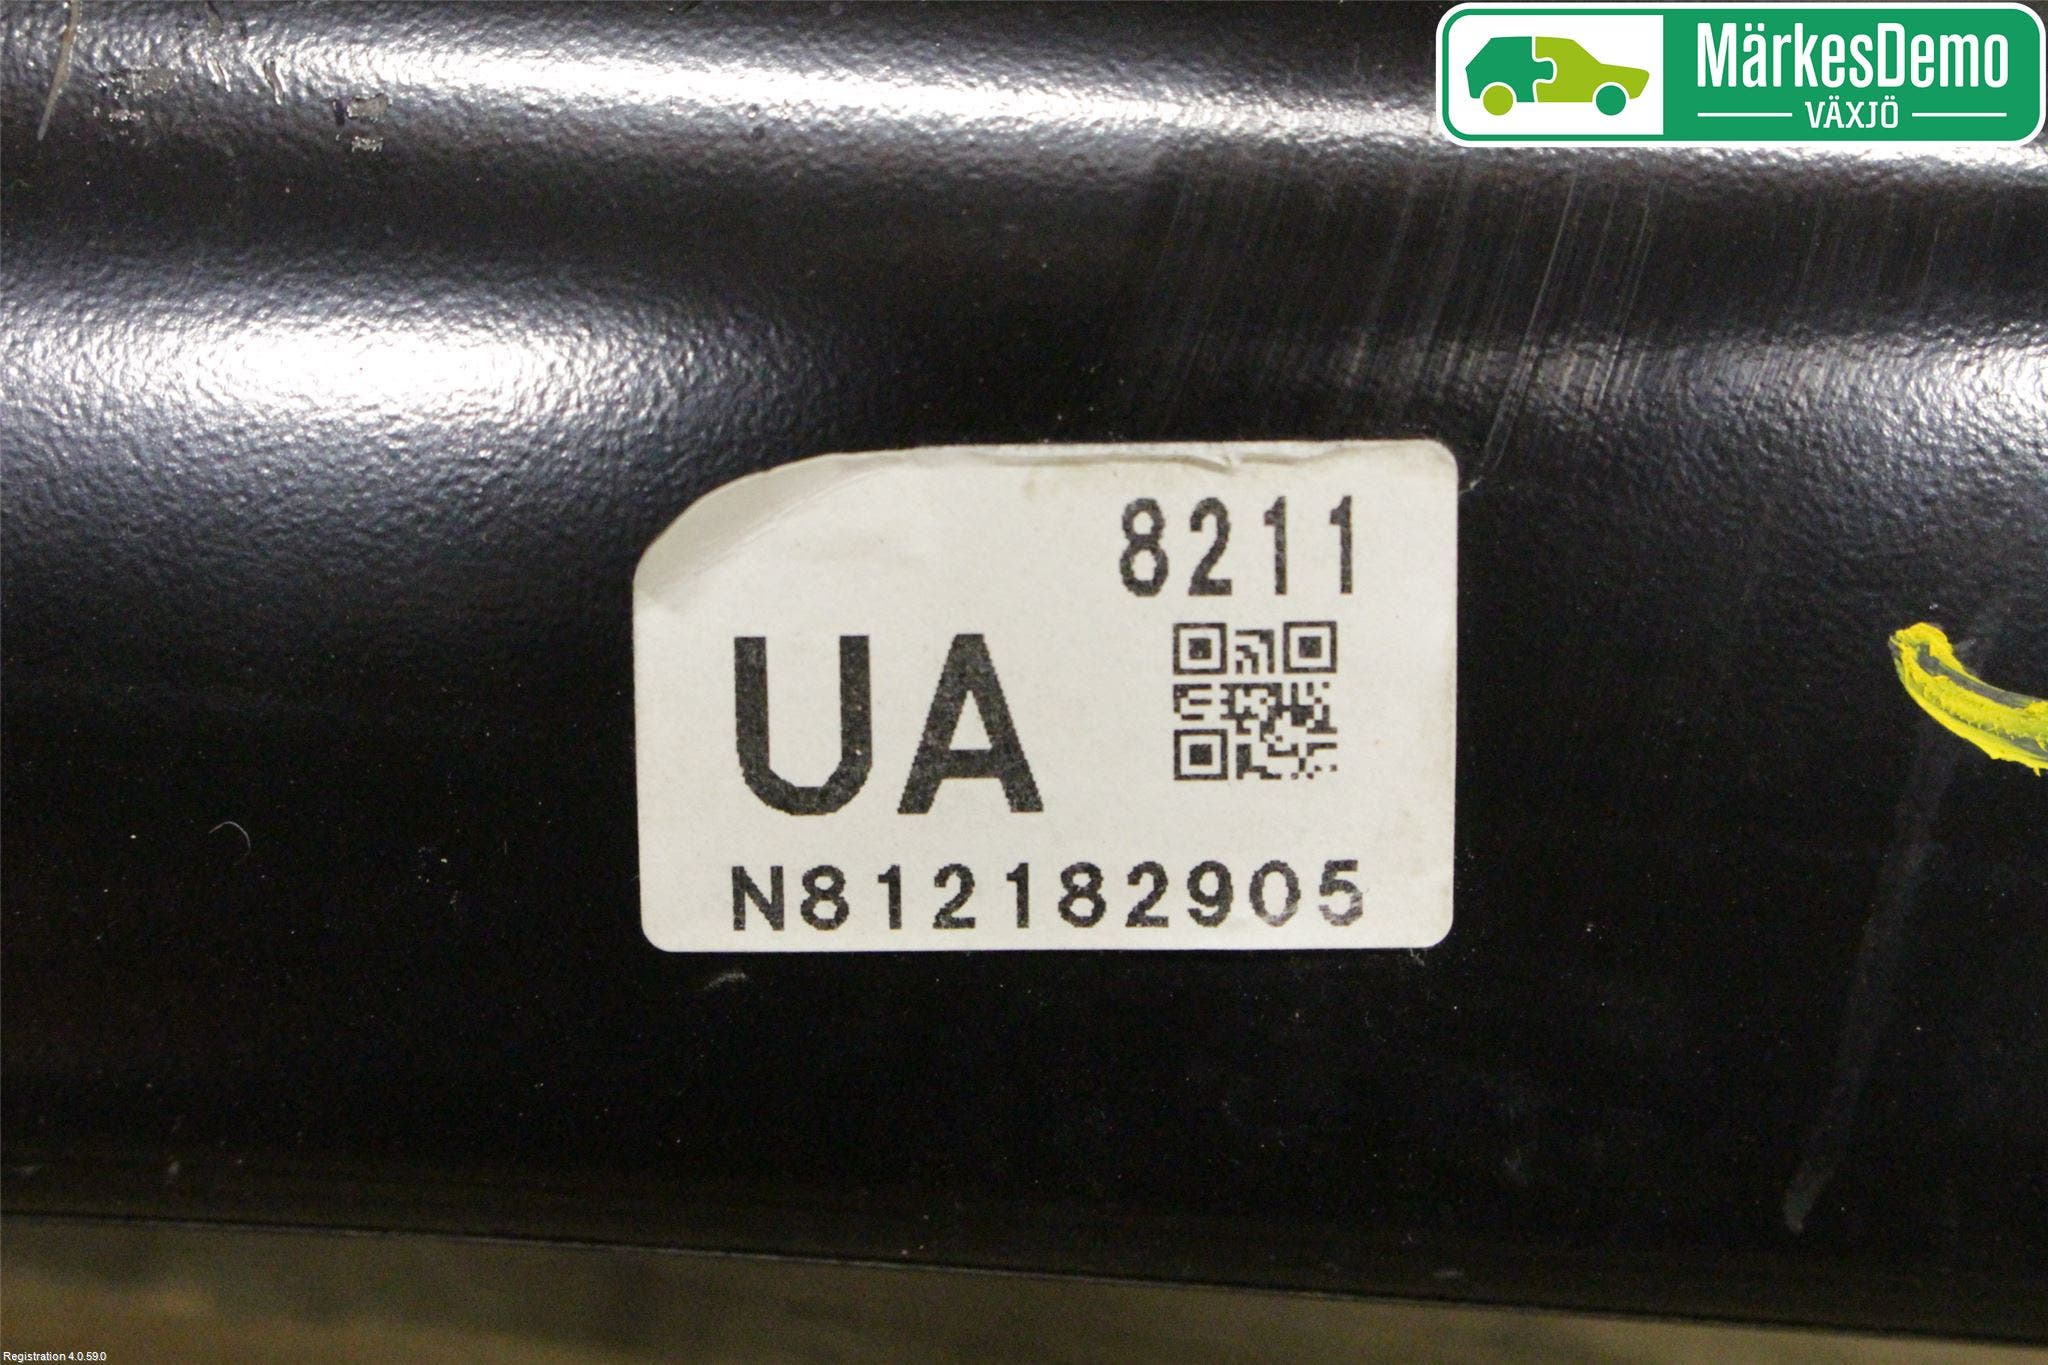 MärkesDemo
VÄXJÖ
8211
UA
N812182905
Registration 4.0.59.0